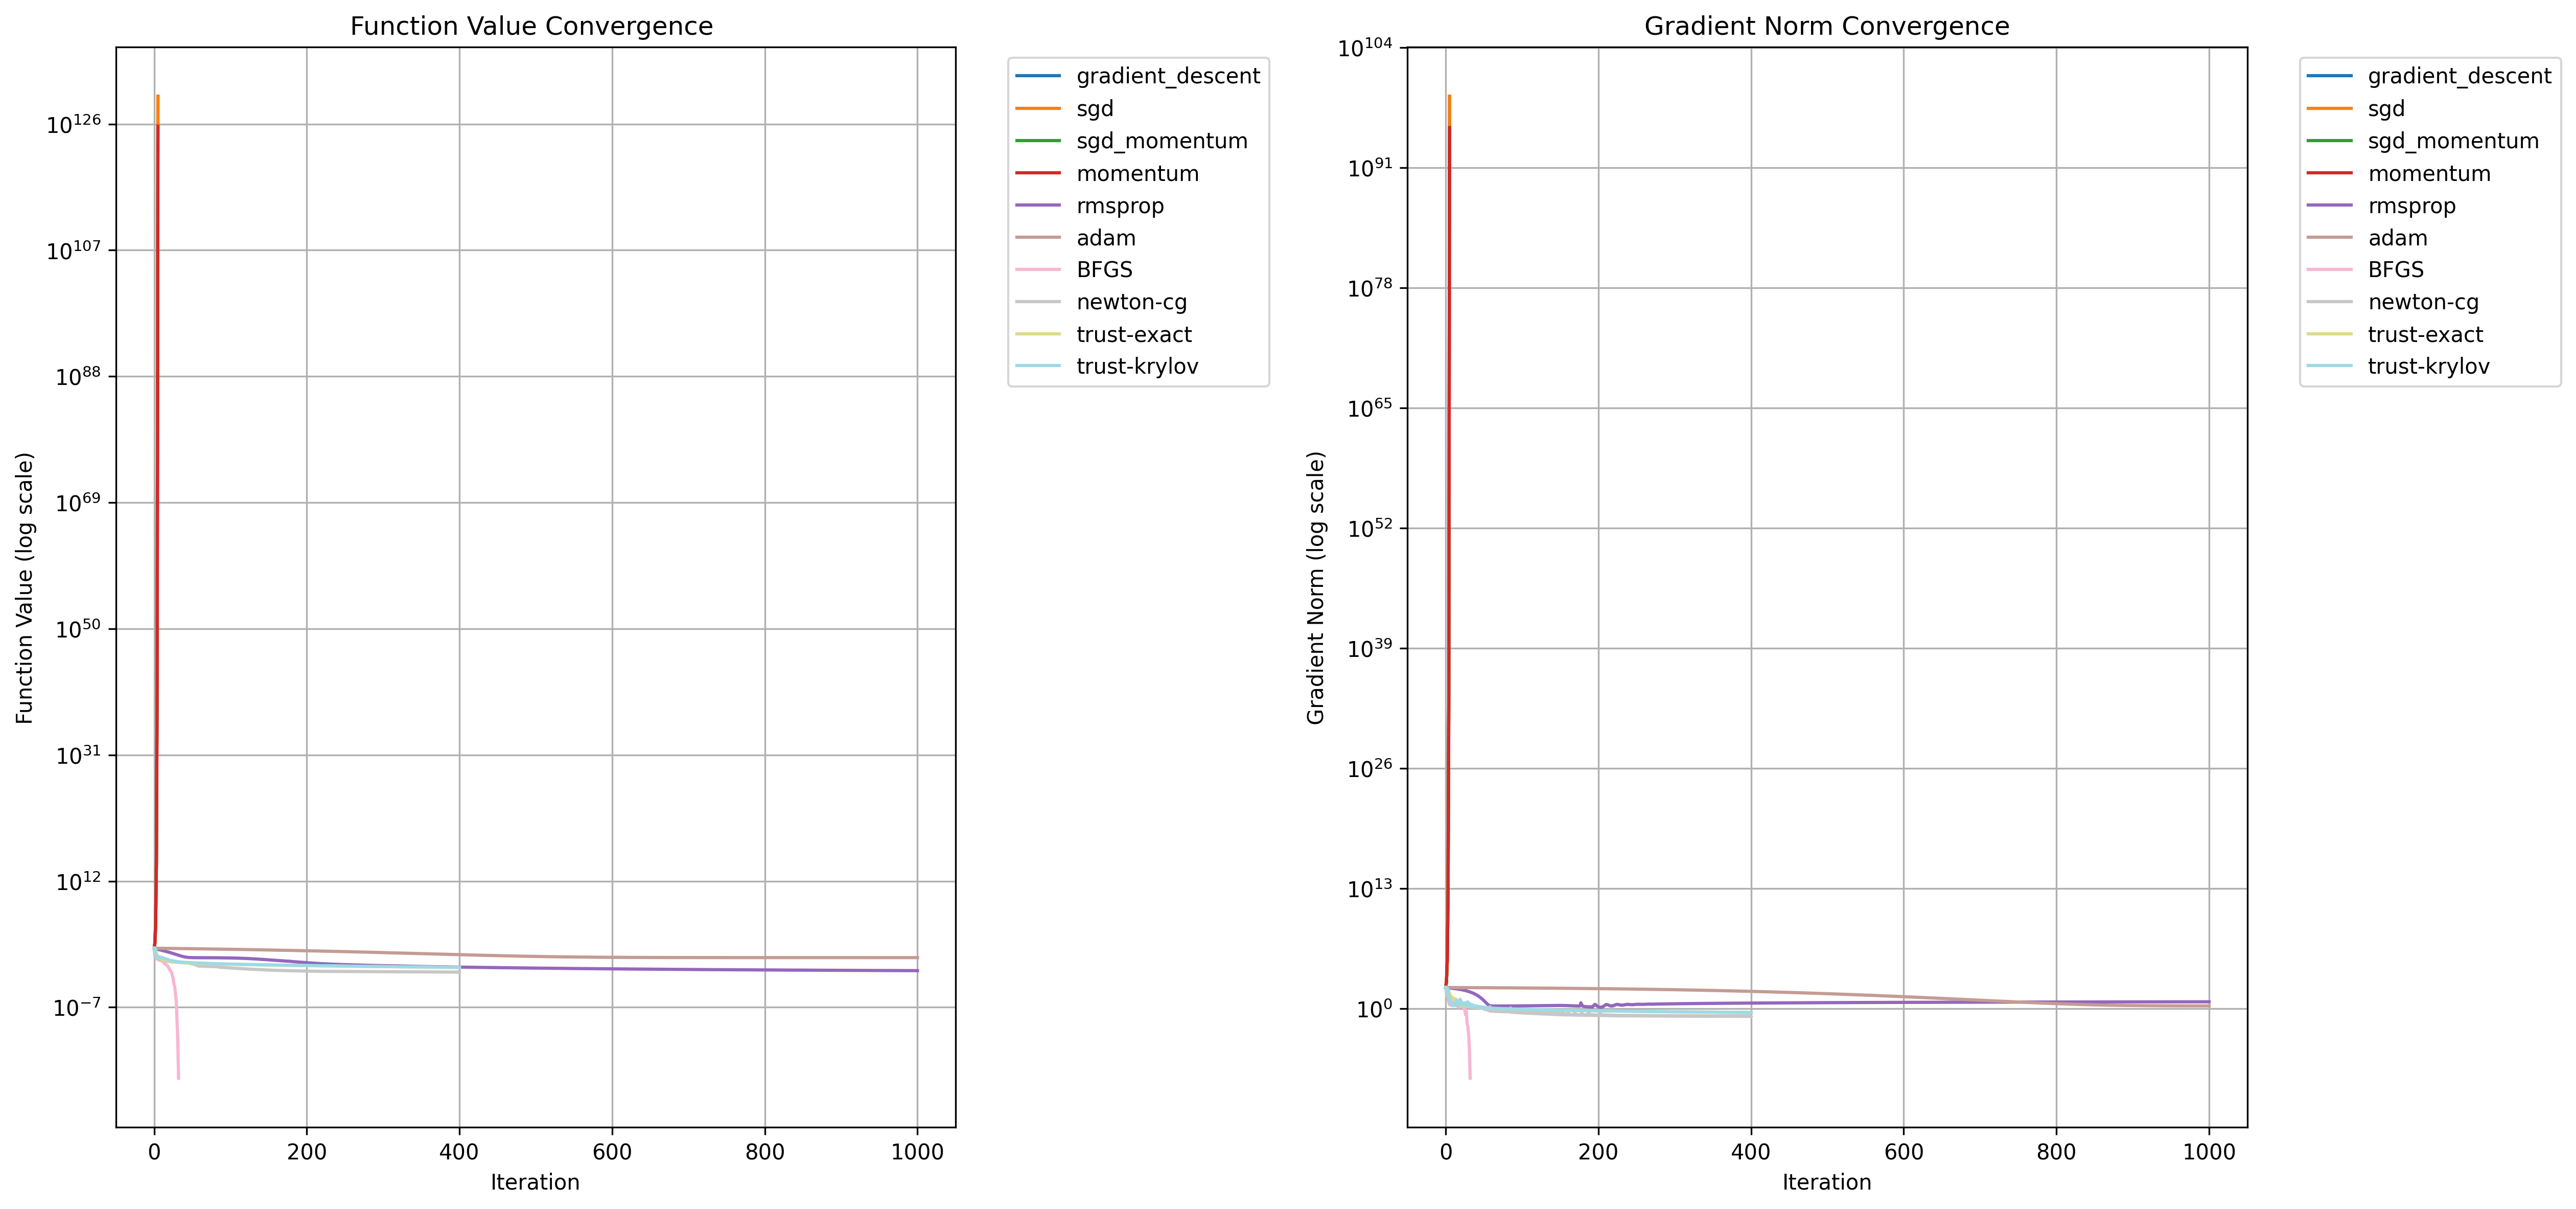 Function Value Convergence
Function Value (log scale)
10^126
10^107
10^88
10^69
10^50
10^31
10^12
10^-7
0 200 400 600 800 1000
Iteration
gradient_descent
sgd
sgd_momentum
momentum
rmsprop
adam
BFGS
newton-cg
trust-exact
trust-krylov
Gradient Norm Convergence
Gradient Norm (log scale)
10^104
10^91
10^78
10^65
10^52
10^39
10^26
10^13
10^0
0 200 400 600 800 1000
Iteration
gradient_descent
sgd
sgd_momentum
momentum
rmsprop
adam
BFGS
newton-cg
trust-exact
trust-krylov